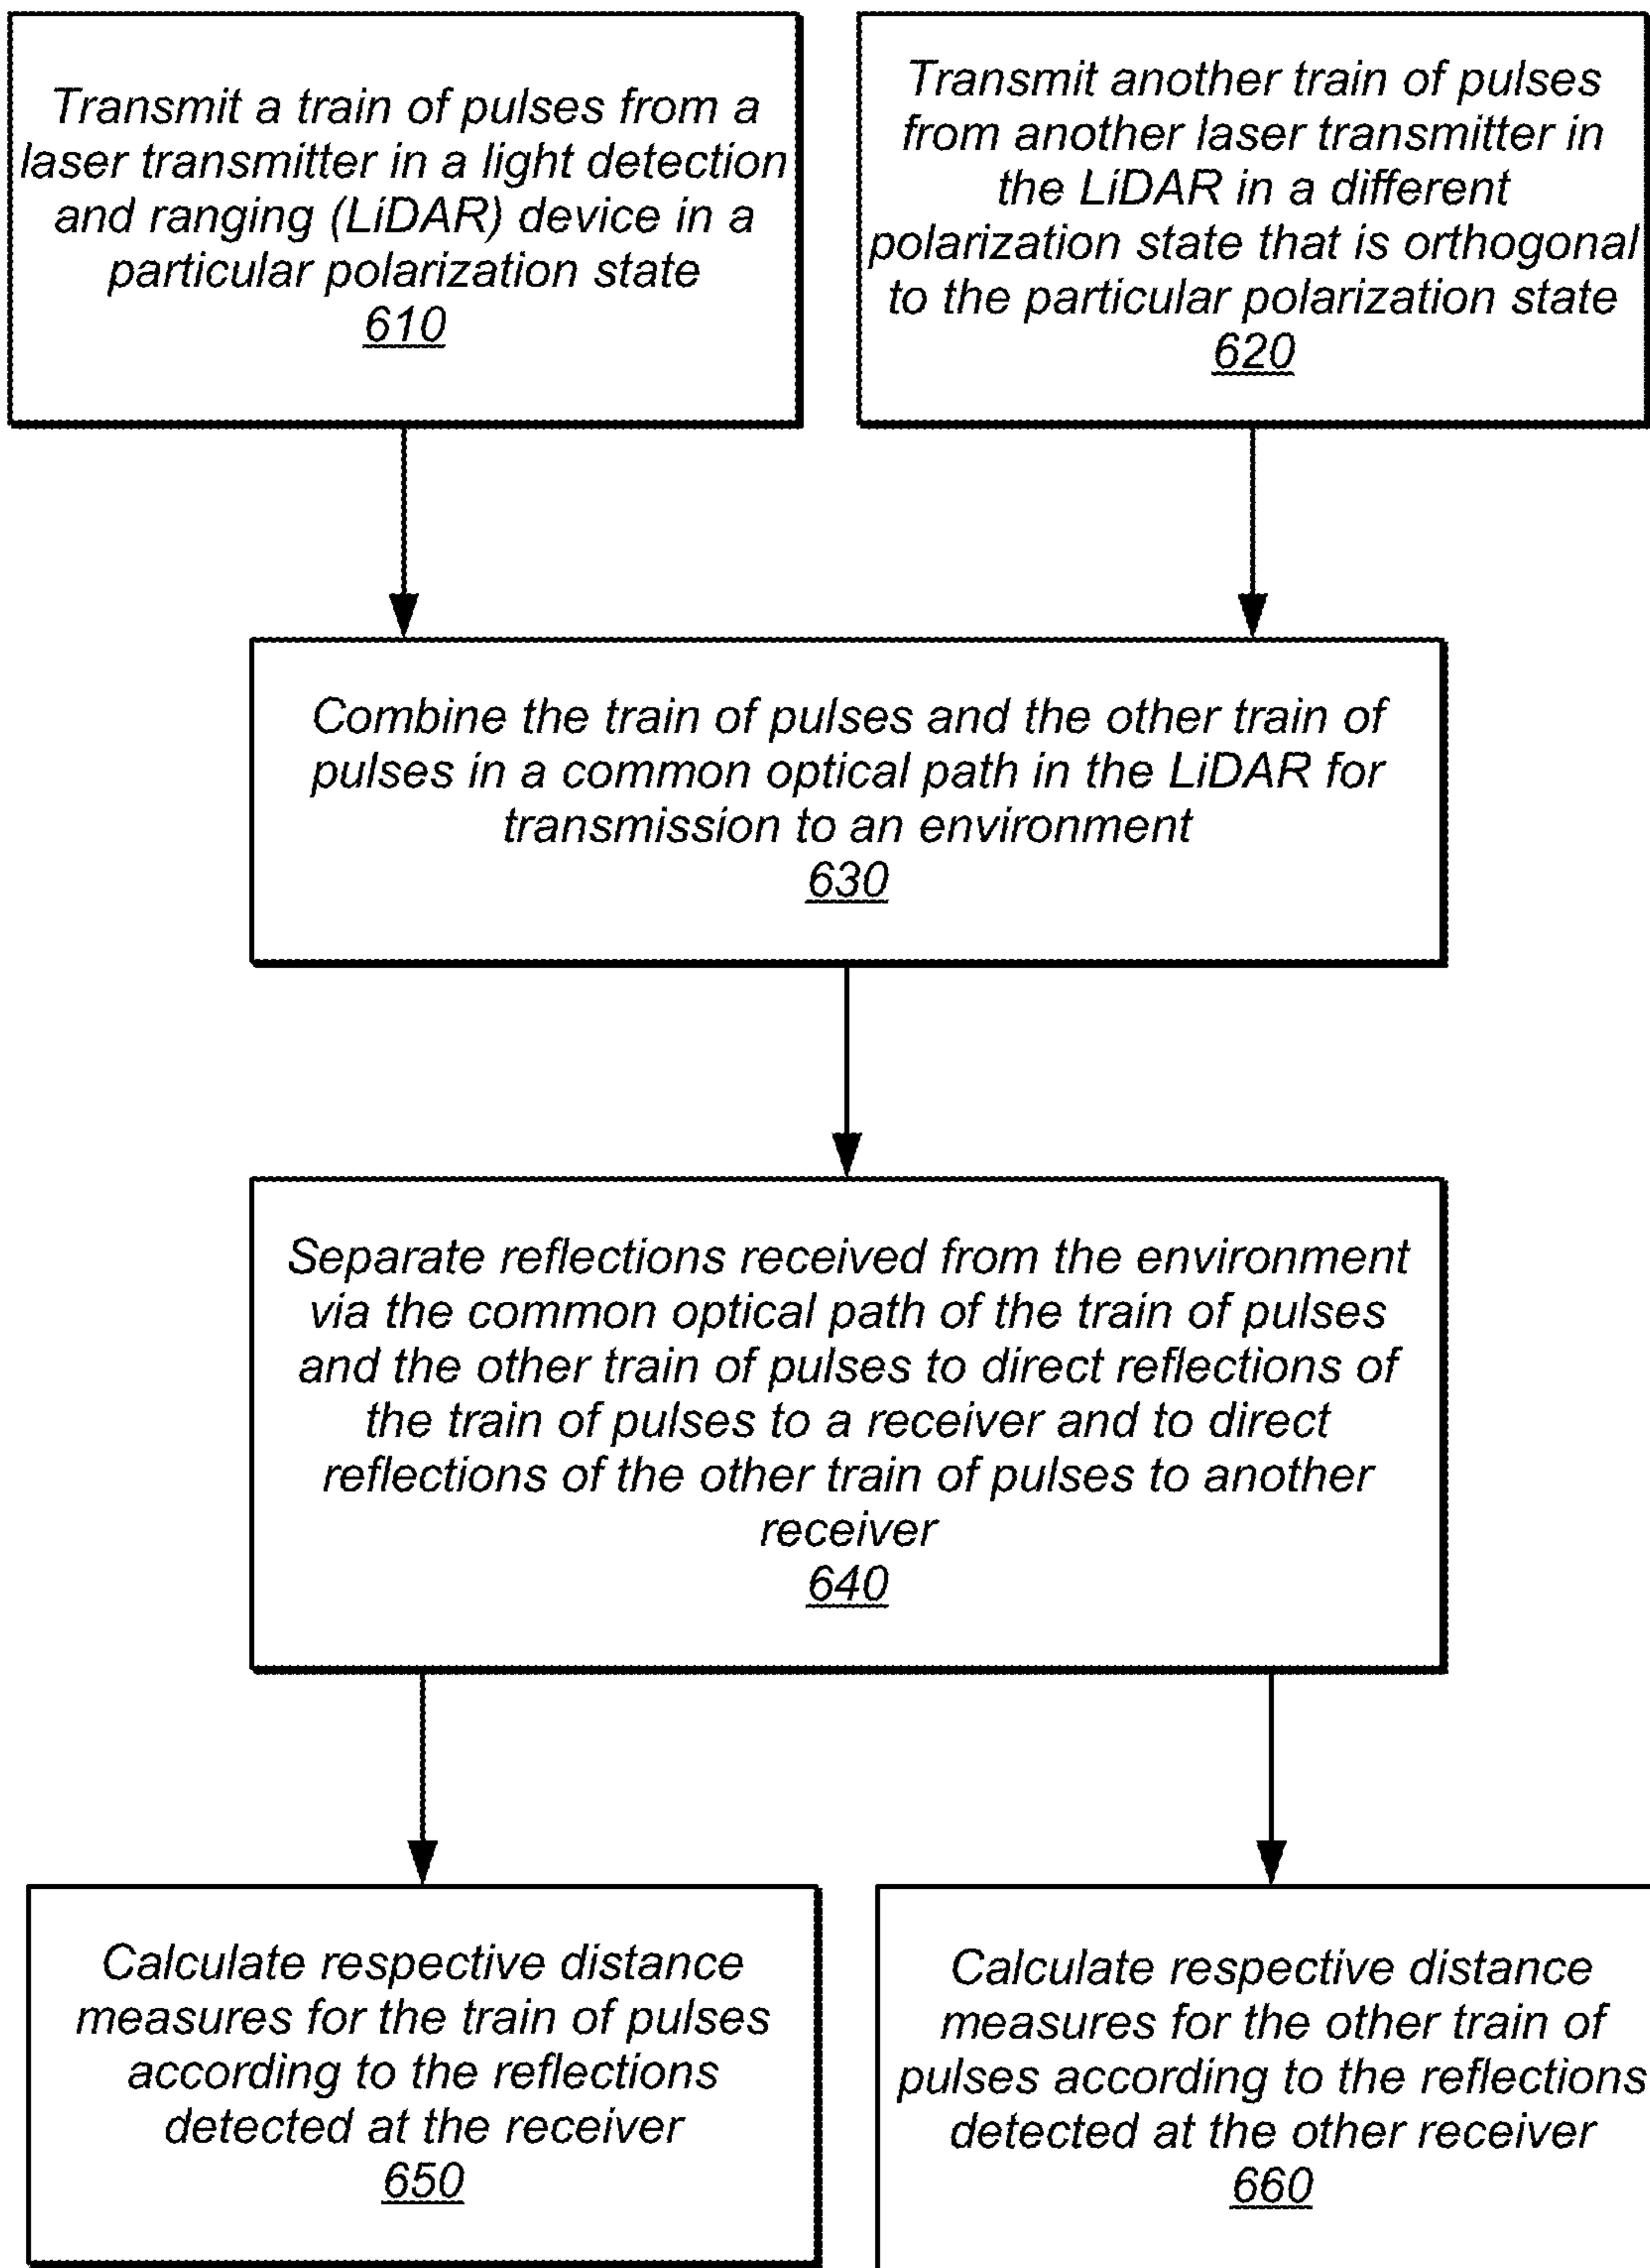 Transmit a train of pulses from a
laser transmitter in a light detection
and ranging (LiDAR) device in a
particular polarization state
610
Transmit another train of pulses
from another laser transmitter in
the LiDAR in a different
polarization state that is orthogonal
to the particular polarization state
620
Combine the train of pulses and the other train of
pulses in a common optical path in the LiDAR for
transmission to an environment
630
Separate reflections received from the environment
via the common optical path of the train of pulses
and the other train of pulses to direct reflections of
the train of pulses to a receiver and to direct
reflections of the other train of pulses to another
receiver
640
Calculate respective distance
measures for the train of pulses
according to the reflections
detected at the receiver
650
Calculate respective distance
measures for the other train of
pulses according to the reflections
detected at the other receiver
660